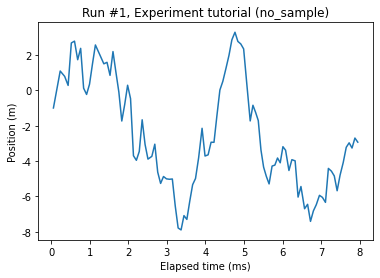 Run #1, Experiment tutorial (no_sample)
Position (m)
2
0
-2
-4
-6
-8
0 1 2 3 4 5 6 7 8
Elapsed time (ms)